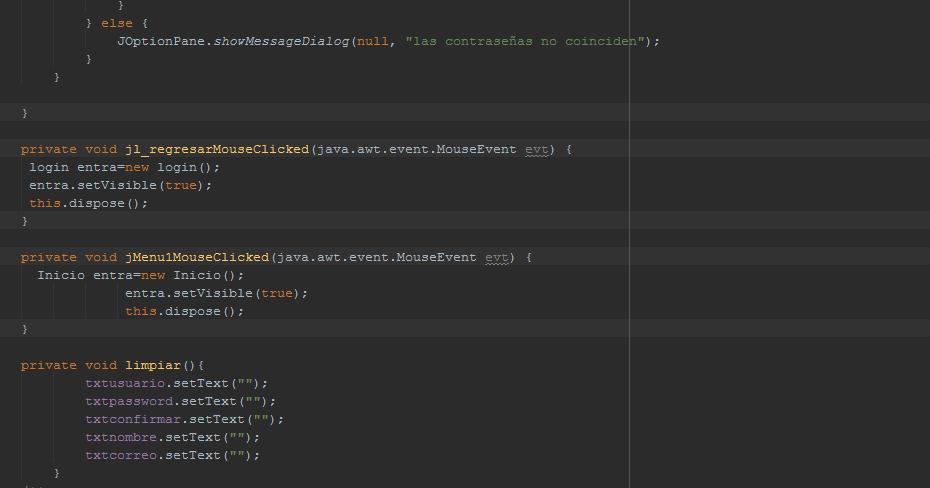 }
} else {
JOptionPane.showMessageDialog(null, "las contraseñas no coinciden");
}
}
}
private void jl_regresarMouseClicked(java.awt.event.MouseEvent evt) {
login entra=new login();
entra.setVisible(true);
this.dispose();
}
private void jMenu1MouseClicked(java.awt.event.MouseEvent evt) {
Inicio entra=new Inicio();
entra.setVisible(true);
this.dispose();
}
private void limpiar(){
txtusuario.setText("");
txtpassword.setText("");
txtconfirmar.setText("");
txtnombre.setText("");
txtcorreo.setText("");
}